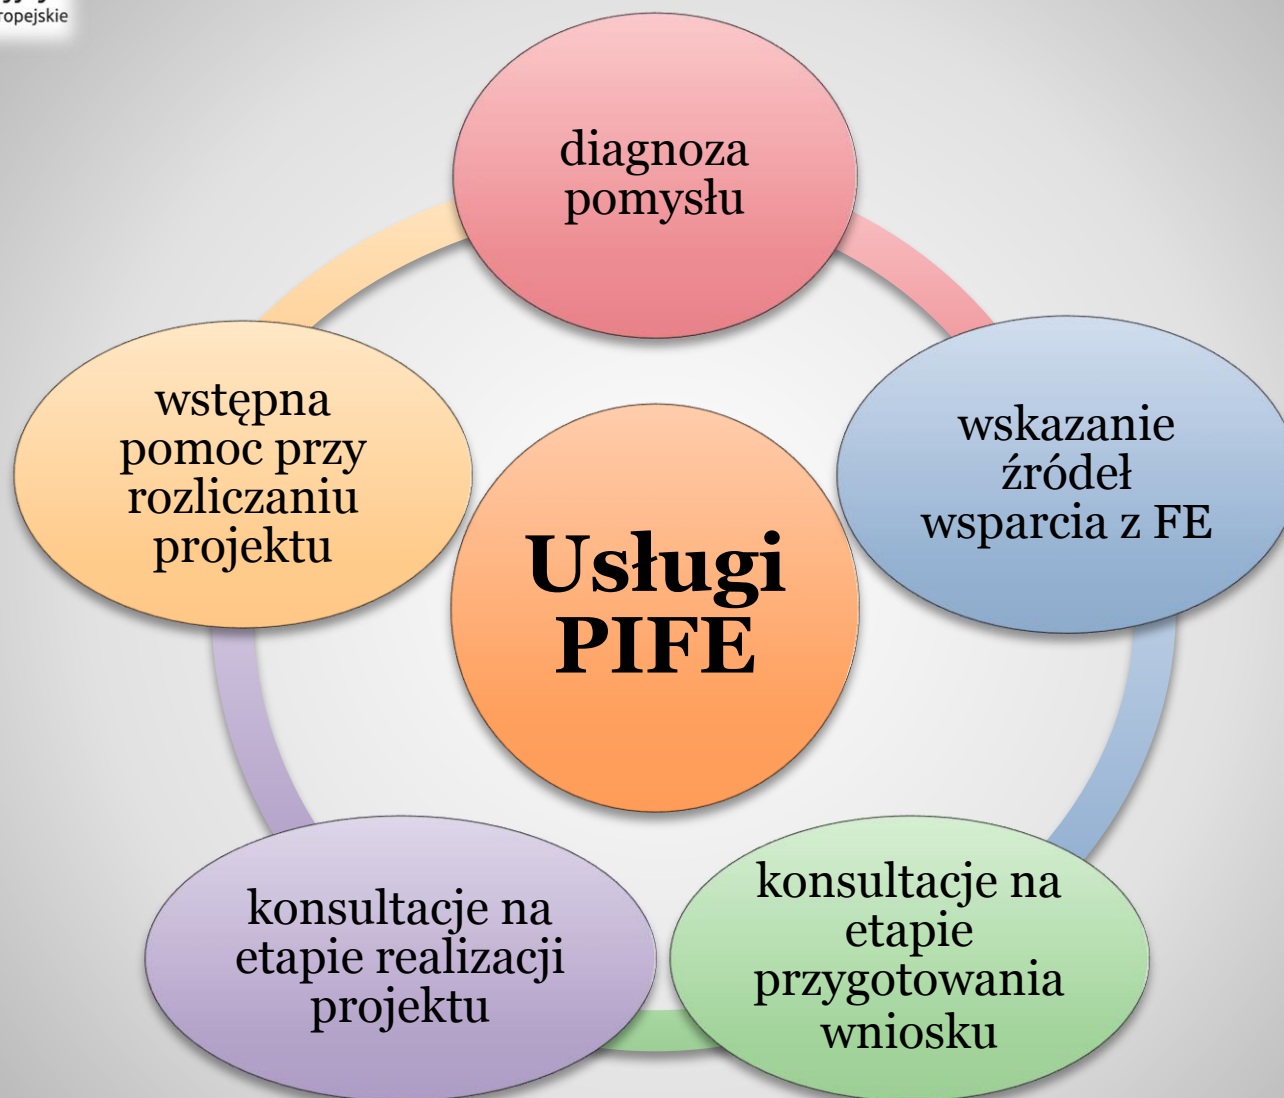 ropejskie
diagnoza
pomysłu
wskazanie
źródeł
wsparcia z FE
konsultacje na
etapie
przygotowania
wniosku
konsultacje na
etapie realizacji
projektu
wstępna
pomoc przy
rozliczaniu
projektu
Usługi
PIFE